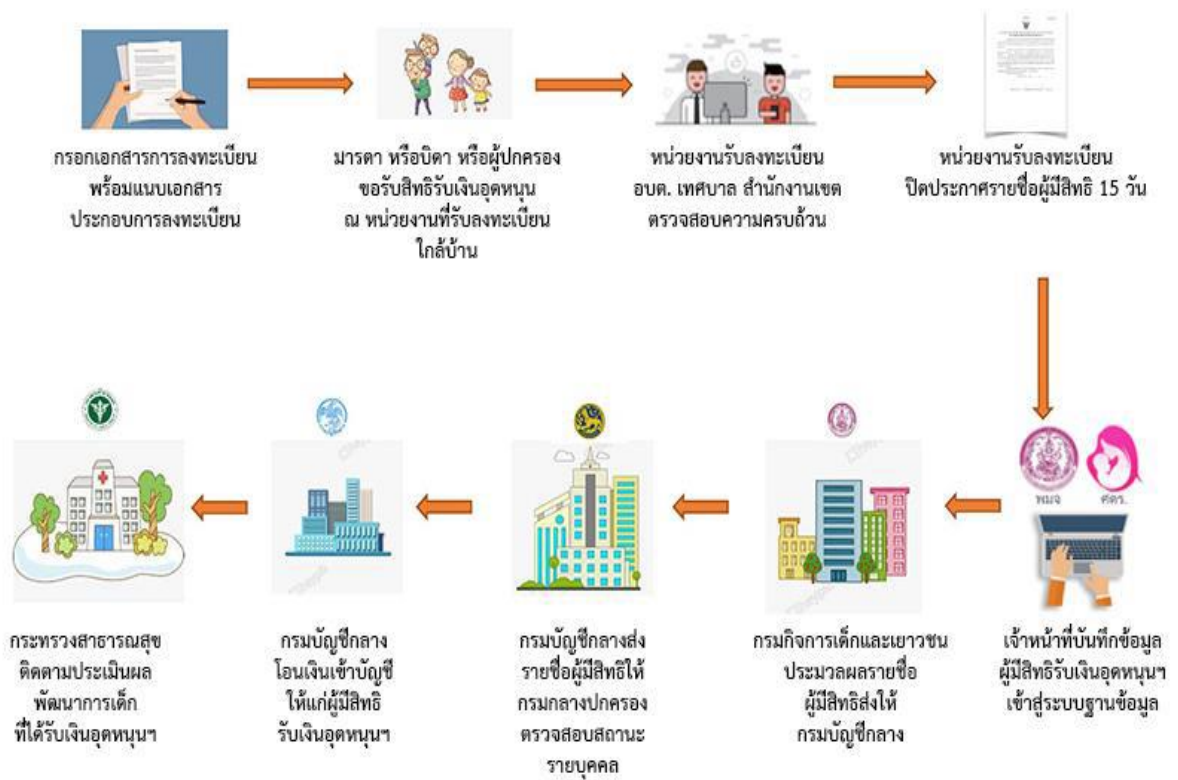 กรอกเอกสารการลงทะเบียน
พร้อมแนบเอกสาร
ประกอบการลงทะเบียน
มารดา หรือบิดา หรือผู้ปกครอง
ขอรับสิทธิรับเงินอุดหนุน
ณ หน่วยงานที่รับลงทะเบียน
ใกล้บ้าน
หน่วยงานรับลงทะเบียน
อบต. เทศบาล สำนักงานเขต
ตรวจสอบความครบถ้วน
หน่วยงานรับลงทะเบียน
ปิดประกาศรายชื่อผู้มีสิทธิ 15 วัน
พมจ
ศดร.
เจ้าหน้าที่บันทึกข้อมูล
ผู้มีสิทธิรับเงินอุดหนุนฯ
เข้าสู่ระบบฐานข้อมูล
กรมกิจการเด็กและเยาวชน
ประมวลผลรายชื่อ
ผู้มีสิทธิส่งให้
กรมบัญชีกลาง
กรมบัญชีกลางส่ง
รายชื่อผู้มีสิทธิให้
กรมกลางปกครอง
ตรวจสอบสถานะ
รายบุคคล
กรมบัญชีกลาง
โอนเงินเข้าบัญชี
ให้แก่ผู้มีสิทธิ
รับเงินอุดหนุนฯ
กระทรวงสาธารณสุข
ติดตามประเมินผล
พัฒนาการเด็ก
ที่ได้รับเงินอุดหนุนฯ